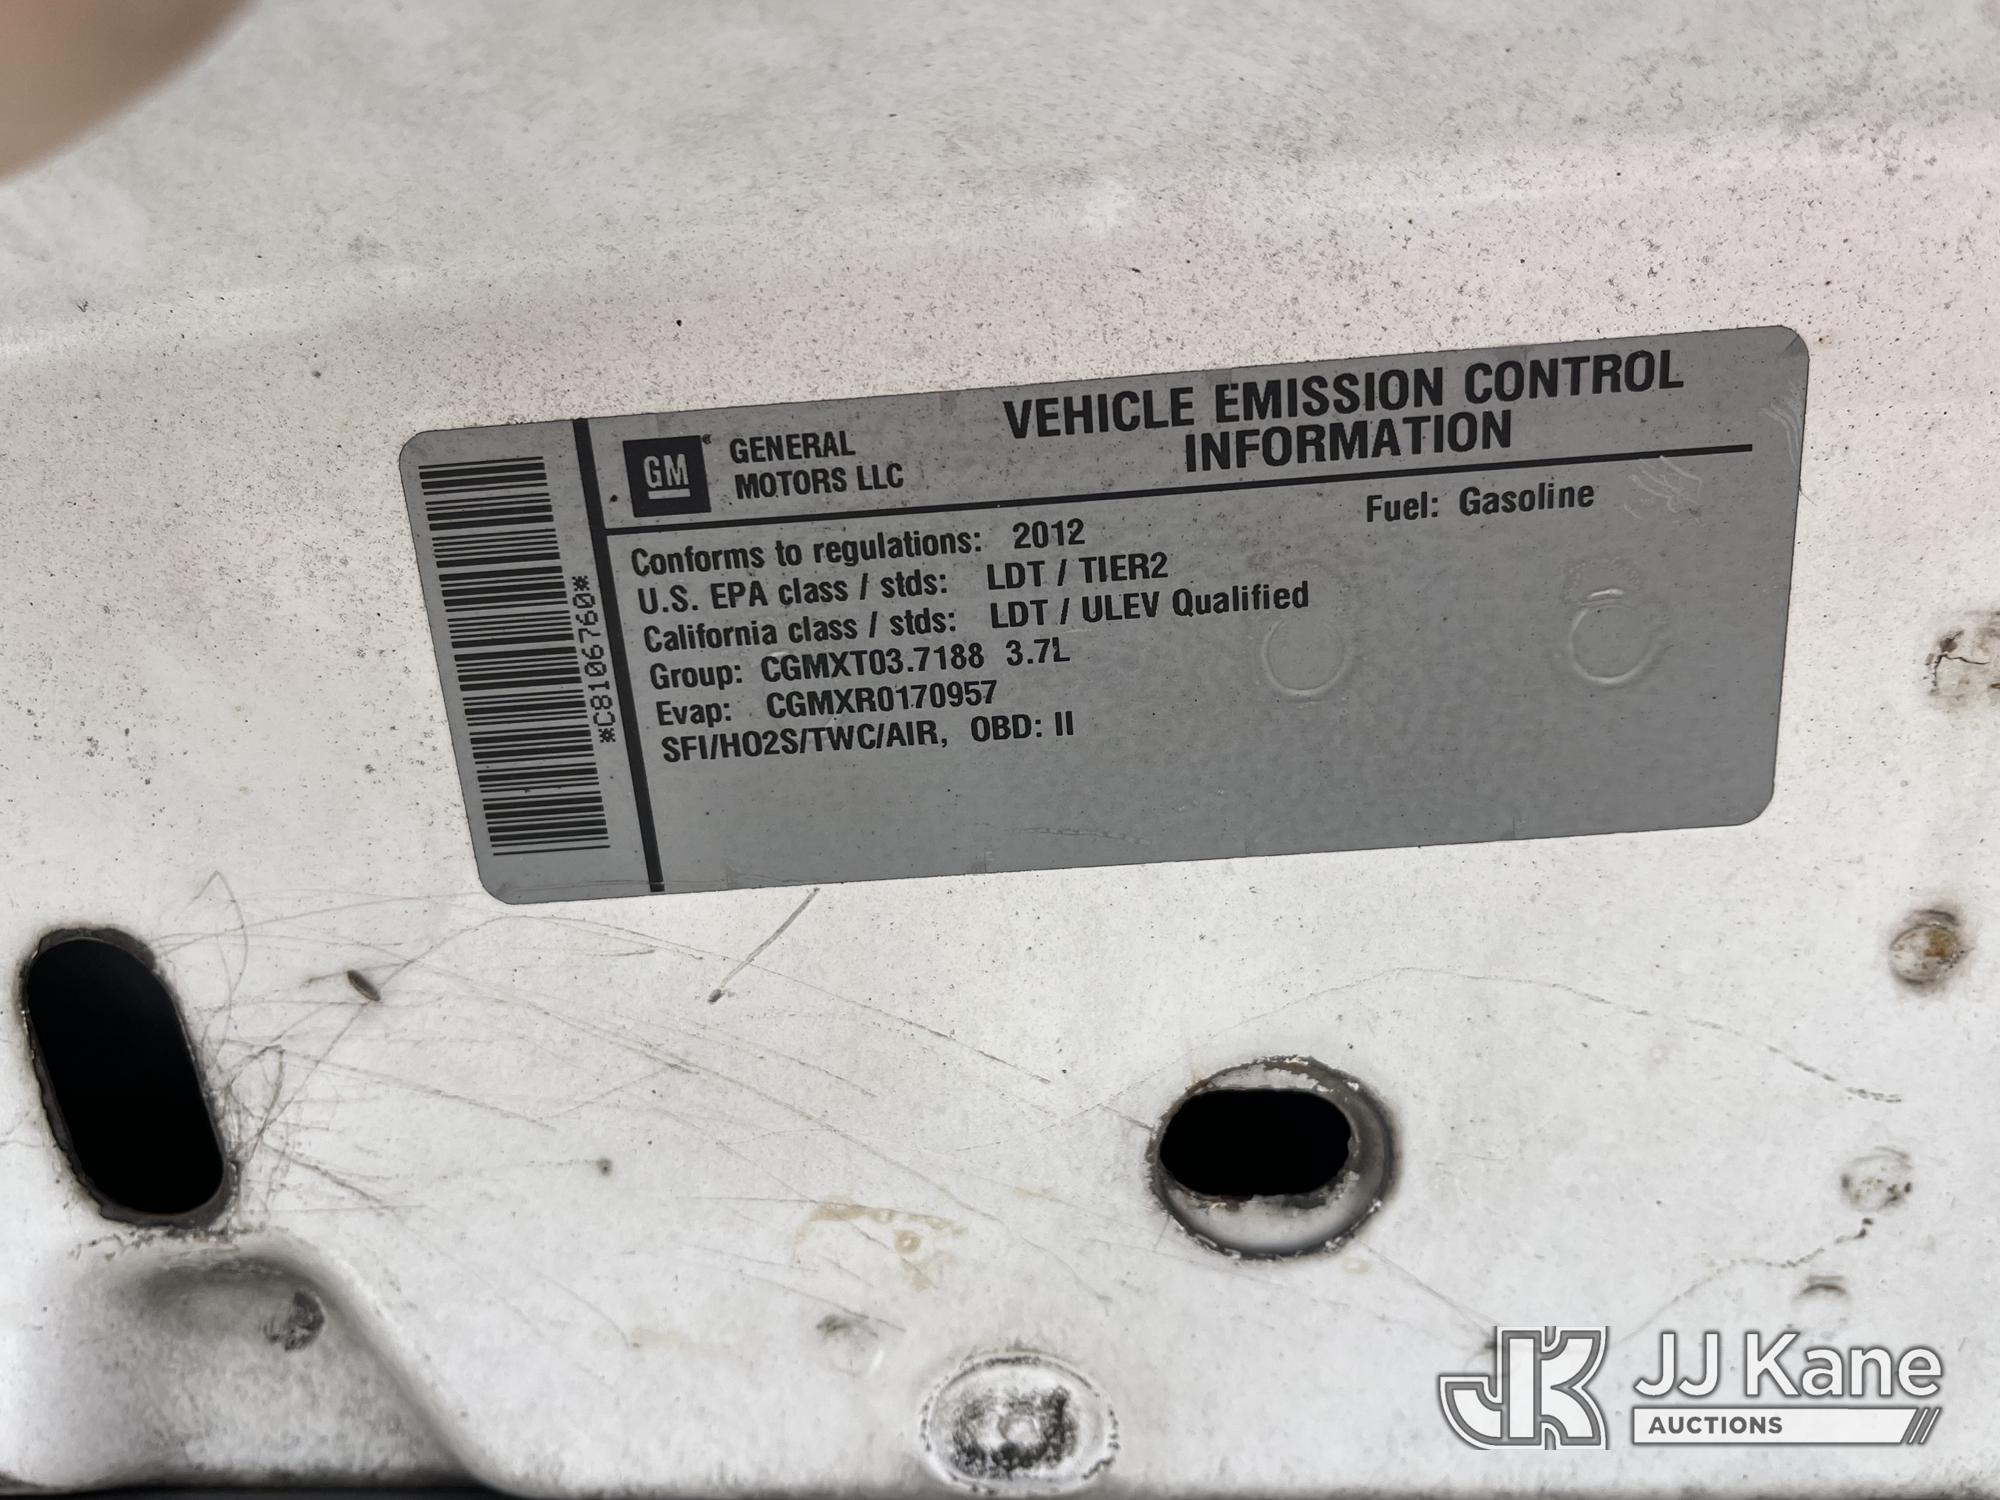 GM GENERAL
MOTORS LLC
VEHICLE EMISSION CONTROL
INFORMATION
Fuel: Gasoline
Conforms to regulations: 2012
U.S. EPA class / stds: LDT / TIER2
California class / stds: LDT / ULEV Qualified
Group: CGMXT03.7188 3.7L
Evap: CGMXR0170957
SFI/HO2S/TWC/AIR, OBD: II
*C8106760*
JK JJ Kane
AUCTIONS